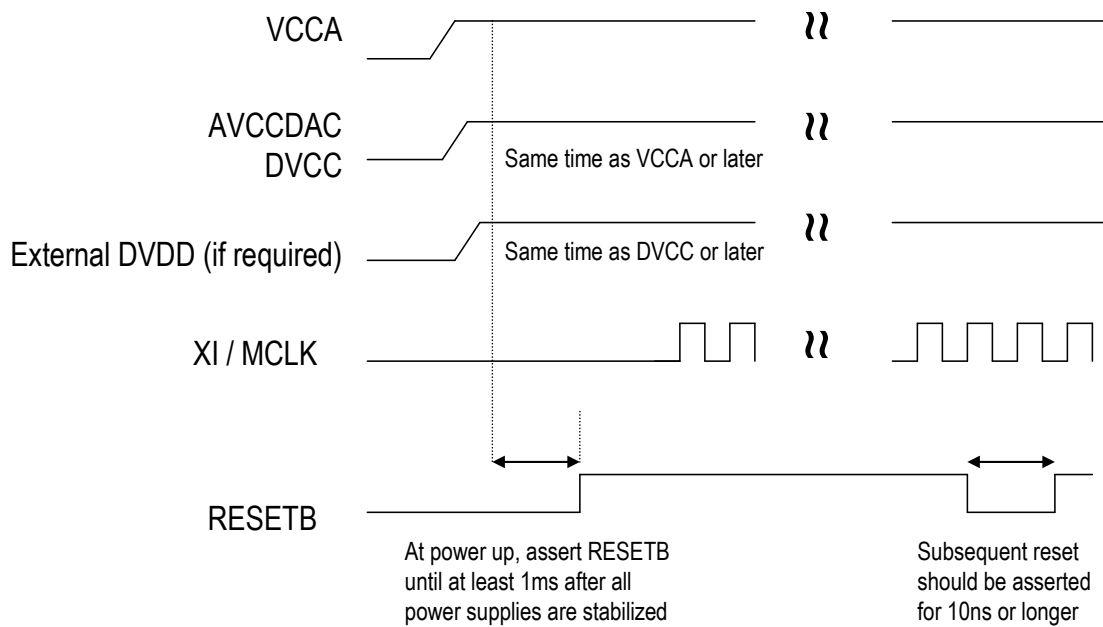 VCCA
AVCCDAC
DVCC
Same time as VCCA or later
External DVDD (if required)
Same time as DVCC or later
XI / MCLK
RESETB
At power up, assert RESETB
until at least 1ms after all
power supplies are stabilized
Subsequent reset
should be asserted
for 10ns or longer